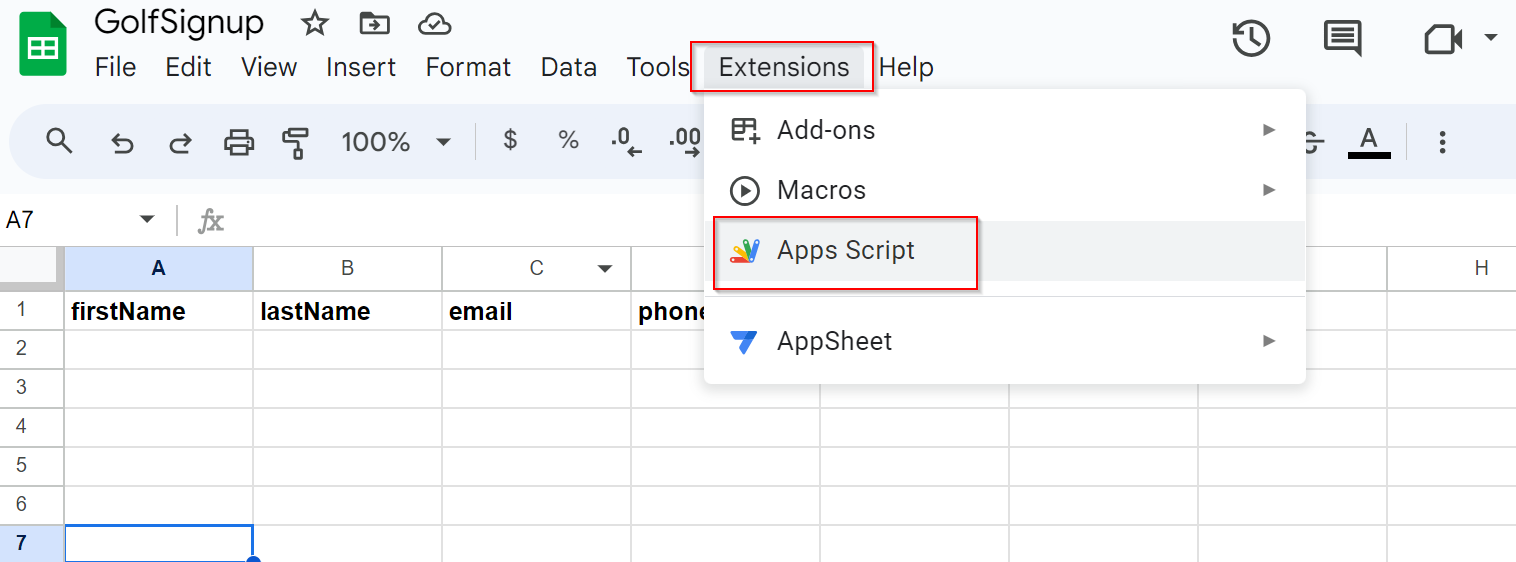 GolfSignup
File Edit View Insert Format Data Tools Extensions Help
100% $ % .0 .00 A
Add-ons
Macros
Apps Script
AppSheet
A7 fx
A B C H
1 firstName lastName email phone
2
3
4
5
6
7